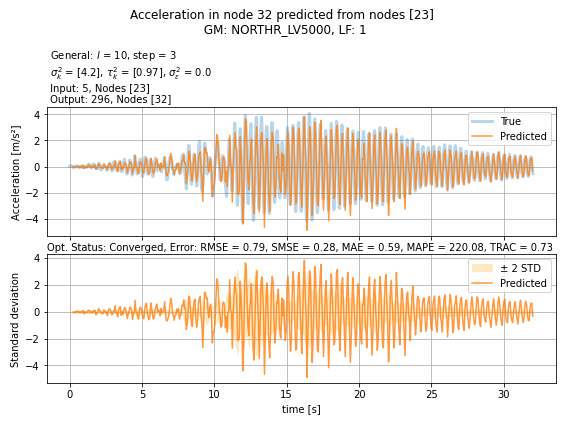 Acceleration in node 32 predicted from nodes [23]
GM: NORTHR_LV5000, LF: 1
General: l = 10, step = 3
σ²ₖ = [4.2], τ²ₖ = [0.97], σ²ε = 0.0
Input: 5, Nodes [23]
Output: 296, Nodes [32]
4
2
0
−2
−4
Acceleration [m/s²]
True
Predicted
Opt. Status: Converged, Error: RMSE = 0.79, SMSE = 0.28, MAE = 0.59, MAPE = 220.08, TRAC = 0.73
4
2
0
−2
−4
Standard deviation
± 2 STD
Predicted
0 5 10 15 20 25 30
time [s]